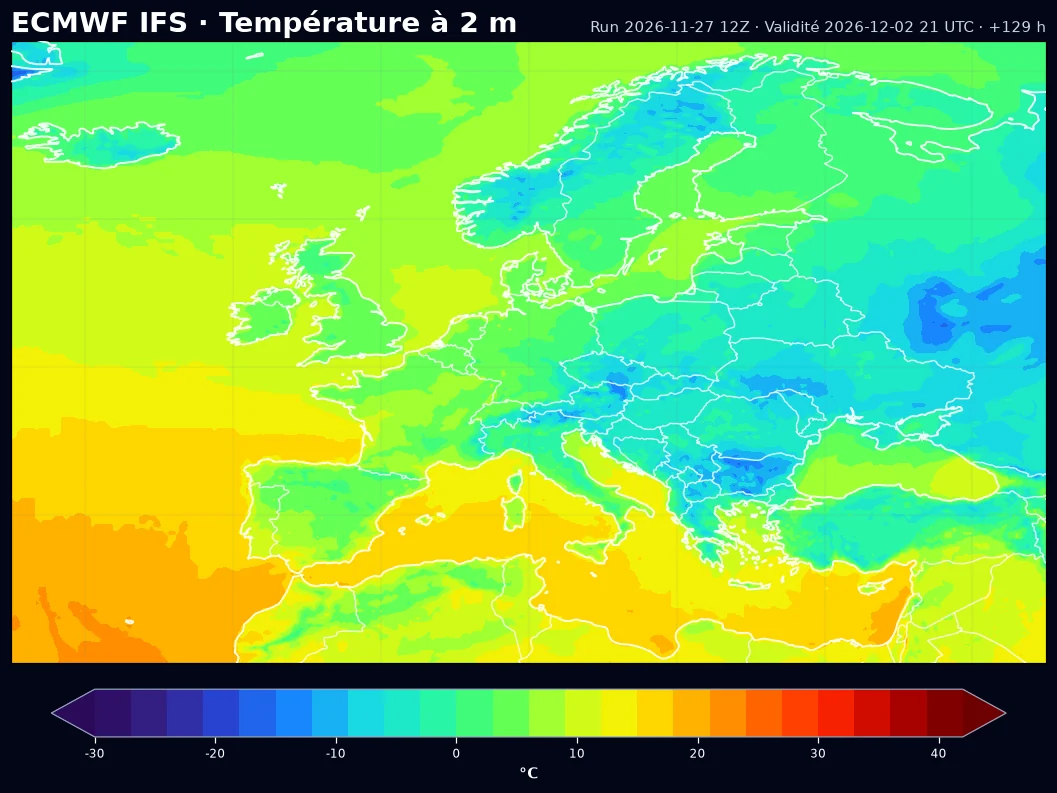 ECMWF IFS · Température à 2 m
Run 2026-11-27 12Z · Validité 2026-12-02 21 UTC · +129 h
-30 -20 -10 0 10 20 30 40
°C